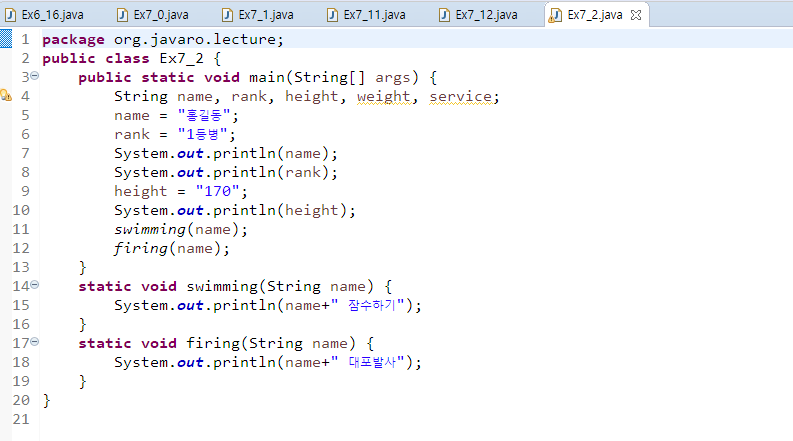 Ex6_16.java Ex7_0.java Ex7_1.java Ex7_11.java Ex7_12.java Ex7_2.java
1 package org.javaro.lecture;
2 public class Ex7_2 {
3 public static void main(String[] args) {
4 String name, rank, height, weight, service;
5 name = "홍길동";
6 rank = "1등병";
7 System.out.println(name);
8 System.out.println(rank);
9 height = "170";
10 System.out.println(height);
11 swimming(name);
12 firing(name);
13 }
14 static void swimming(String name) {
15 System.out.println(name+" 잠수하기");
16 }
17 static void firing(String name) {
18 System.out.println(name+" 대포발사");
19 }
20 }
21